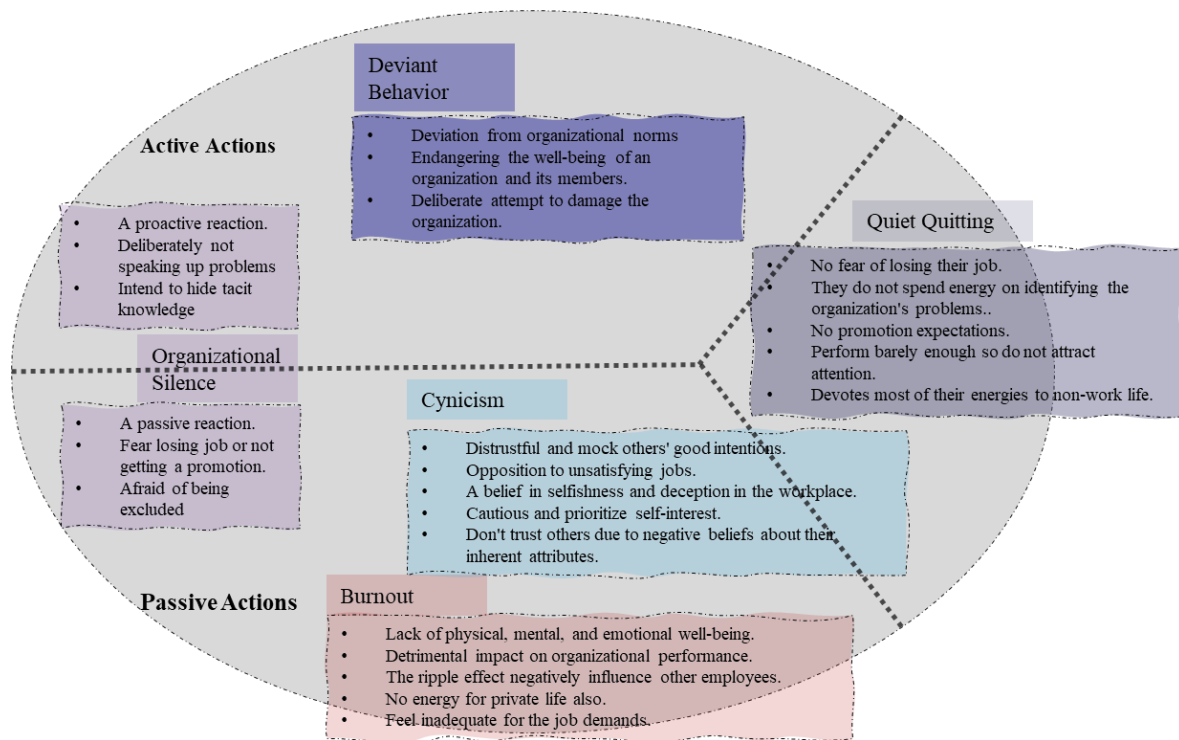 Deviant
Behavior
• Deviation from organizational norms
• Endangering the well-being of an
organization and its members.
• Deliberate attempt to damage the
organization.
Active Actions
• A proactive reaction.
• Deliberately not
speaking up problems
• Intend to hide tacit
knowledge
Quiet Quitting
• No fear of losing their job.
• They do not spend energy on identifying the
organization's problems..
• No promotion expectations.
• Perform barely enough so do not attract
attention.
• Devotes most of their energies to non-work life.
Organizational
Silence
• A passive reaction.
• Fear losing job or not
getting a promotion.
• Afraid of being
excluded
Cynicism
• Distrustful and mock others' good intentions.
• Opposition to unsatisfying jobs.
• A belief in selfishness and deception in the workplace.
• Cautious and prioritize self-interest.
• Don't trust others due to negative beliefs about their
inherent attributes.
Passive Actions
Burnout
• Lack of physical, mental, and emotional well-being.
• Detrimental impact on organizational performance.
• The ripple effect negatively influence other employees.
• No energy for private life also.
• Feel inadequate for the job demands.